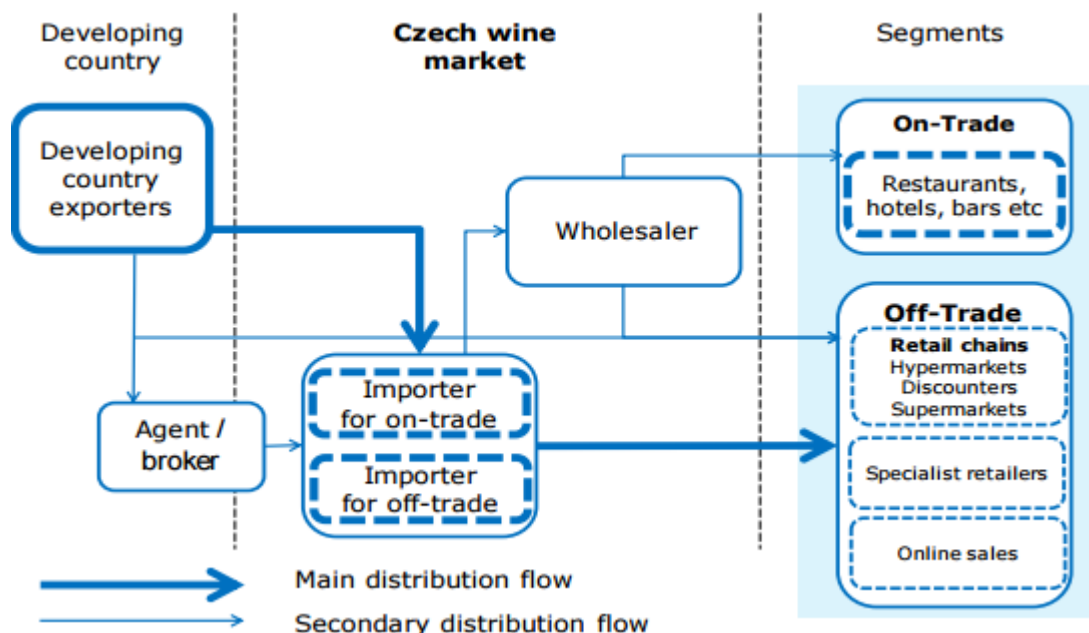 Developing
country
Czech wine
market
Segments
Developing
country
exporters
On-Trade
Restaurants,
hotels, bars etc
Wholesaler
Off-Trade
Retail chains
Hypermarkets
Discounters
Supermarkets
Importer
for on-trade
Agent /
broker
Importer
for off-trade
Specialist retailers
Online sales
Main distribution flow
Secondary distribution flow